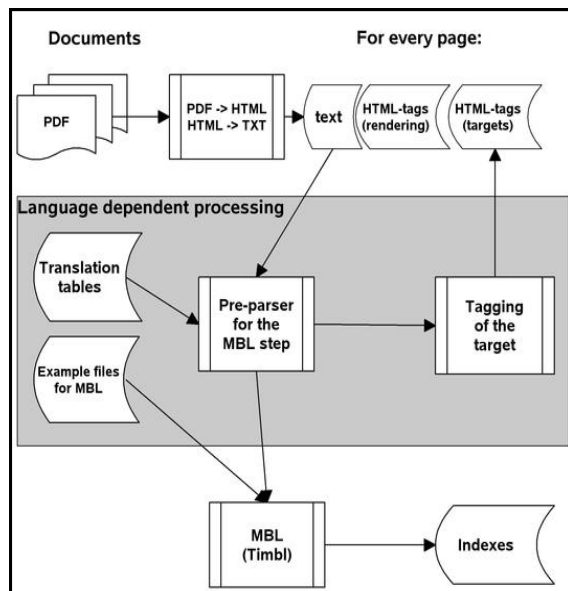 Documents
For every page:
PDF
PDF -> HTML
HTML -> TXT
text
HTML-tags
(rendering)
HTML-tags
(targets)
Language dependent processing
Translation
tables
Pre-parser
for the
MBL step
Tagging
of the
target
Example files
for MBL
MBL
(Timbl)
Indexes